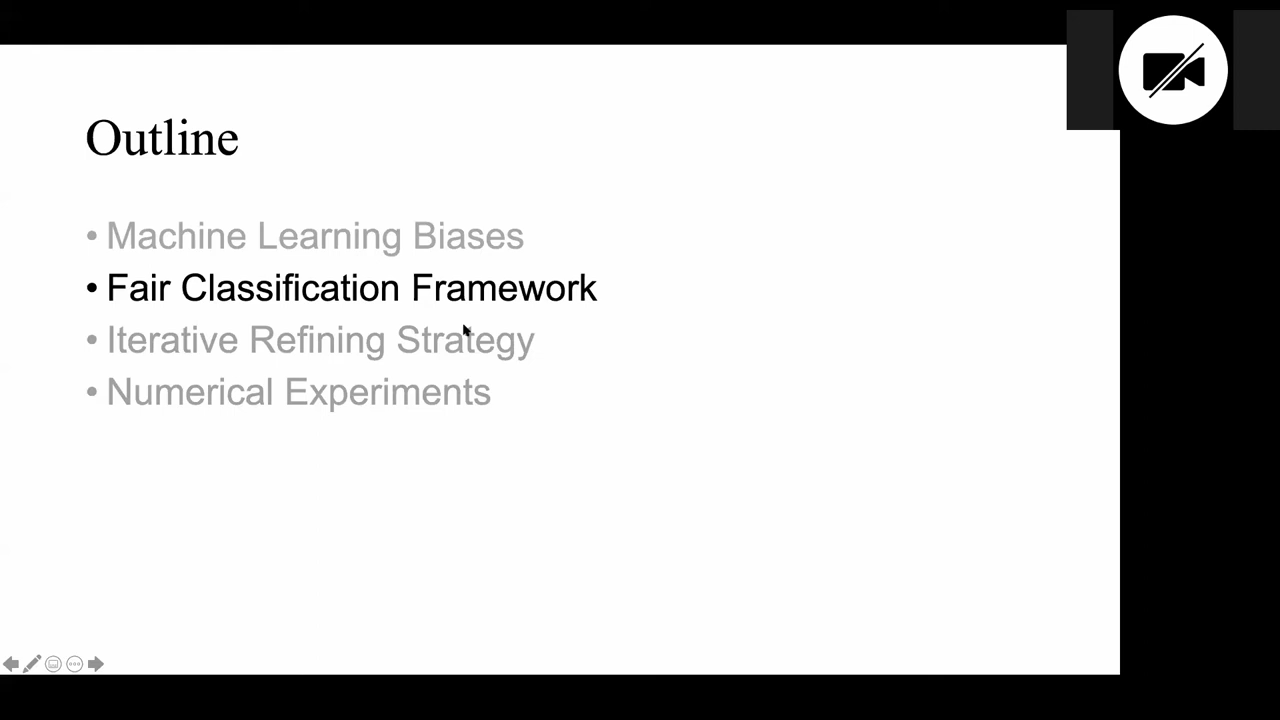 Outline
• Machine Learning Biases
• Fair Classification Framework
• Iterative Refining Strategy
• Numerical Experiments